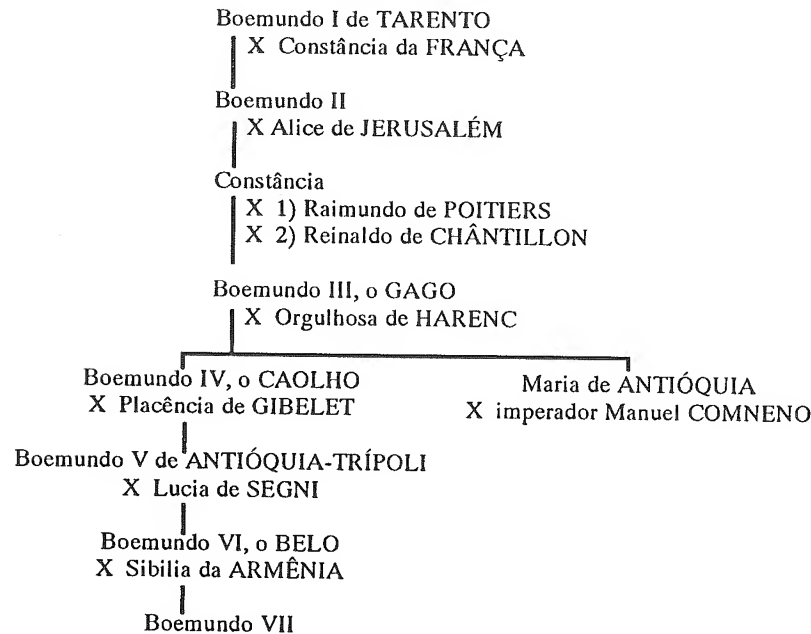 Boemundo I de TARENTO
X Constância da FRANÇA
Boemundo II
X Alice de JERUSALÉM
Constância
X 1) Raimundo de POITIERS
X 2) Reinaldo de CHÂNTILLON
Boemundo III, o GAGO
X Orgulhosa de HARENC
Boemundo IV, o CAOLHO
X Placência de GIBELET
Maria de ANTIÓQUIA
X imperador Manuel COMNENO
Boemundo V de ANTIÓQUIA-TRÍPOLI
X Lucia de SEGNI
Boemundo VI, o BELO
X Sibilia da ARMÊNIA
Boemundo VII